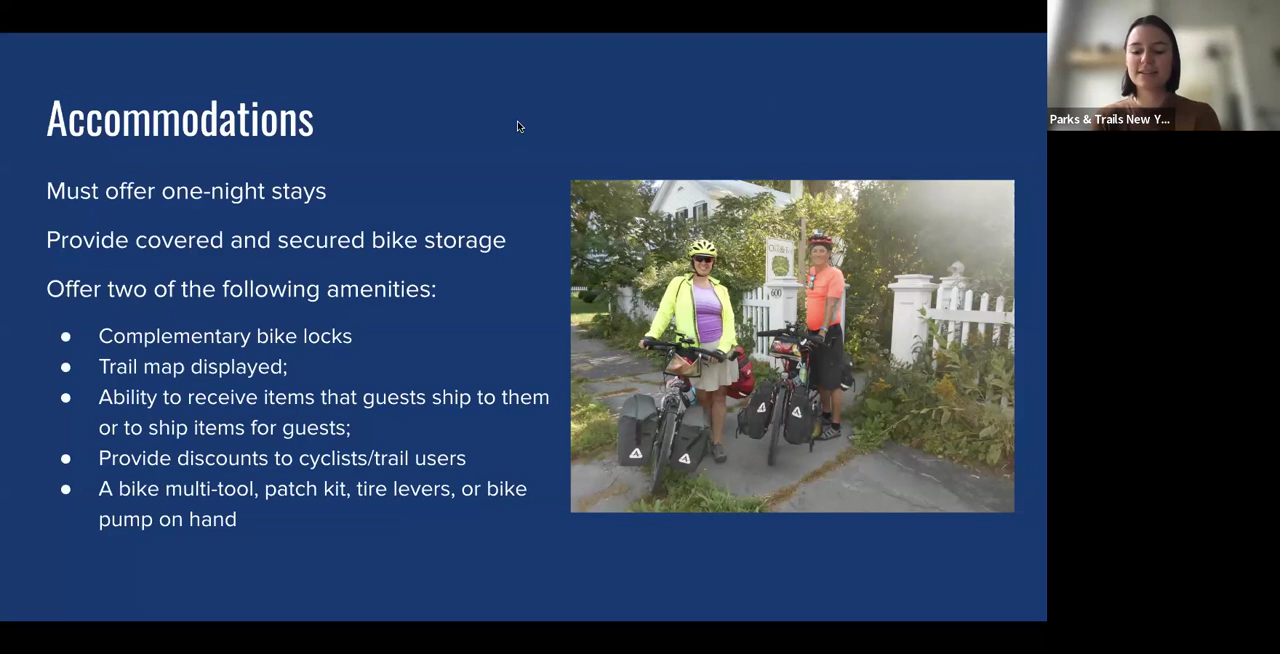 Accommodations
Must offer one-night stays
Provide covered and secured bike storage
Offer two of the following amenities:
● Complementary bike locks
● Trail map displayed;
● Ability to receive items that guests ship to them
or to ship items for guests;
● Provide discounts to cyclists/trail users
● A bike multi-tool, patch kit, tire levers, or bike
pump on hand
600
Parks & Trails New Y...